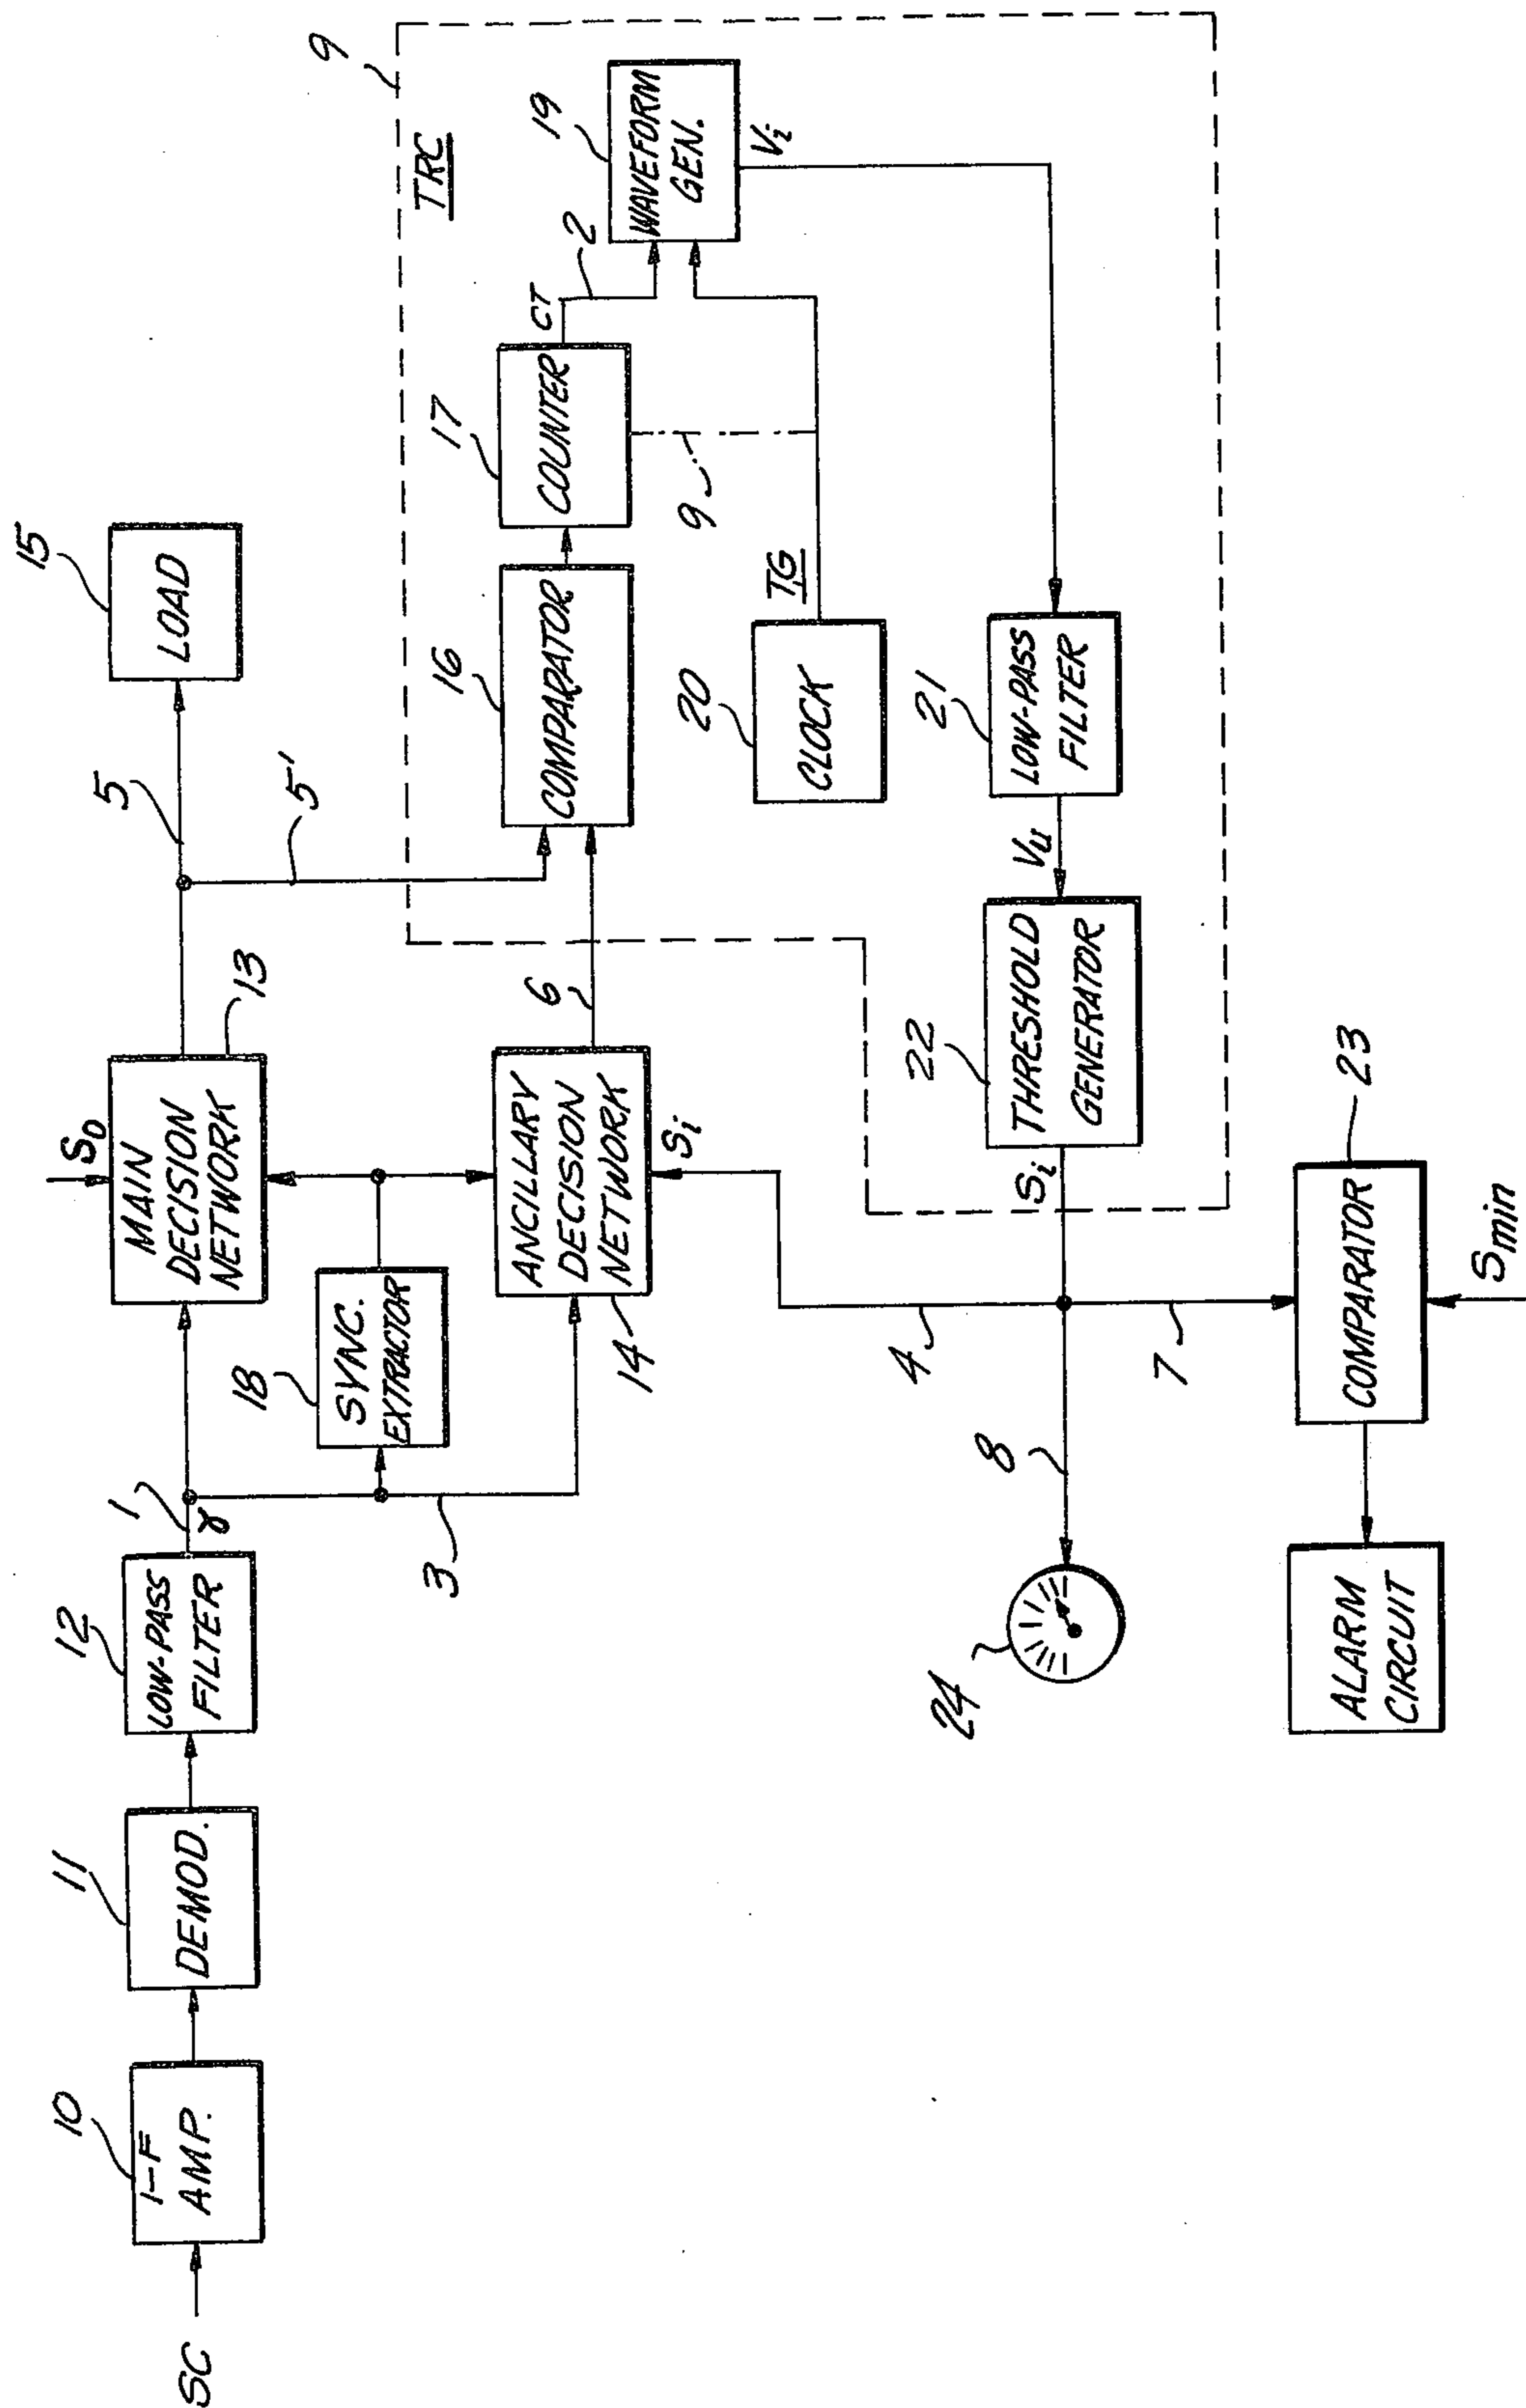 SC
10
I-F
AMP.
11
DEMOD.
12
LOW-PASS
FILTER
1
γ
3
18
SYNC.
EXTRACTOR
S0
MAIN
DECISION
NETWORK
13
ANCILLARY
DECISION
NETWORK
14
Si
5
5'
6
15
LOAD
9
TRC
16
COMPARATOR
17
COUNTER
CT
2
19
WAVEFORM
GEN.
Vi
9
20
CLOCK
TG
21
LOW-PASS
FILTER
Vu
22
THRESHOLD
GENERATOR
Si
4
7
8
24
23
COMPARATOR
Smin
ALARM
CIRCUIT